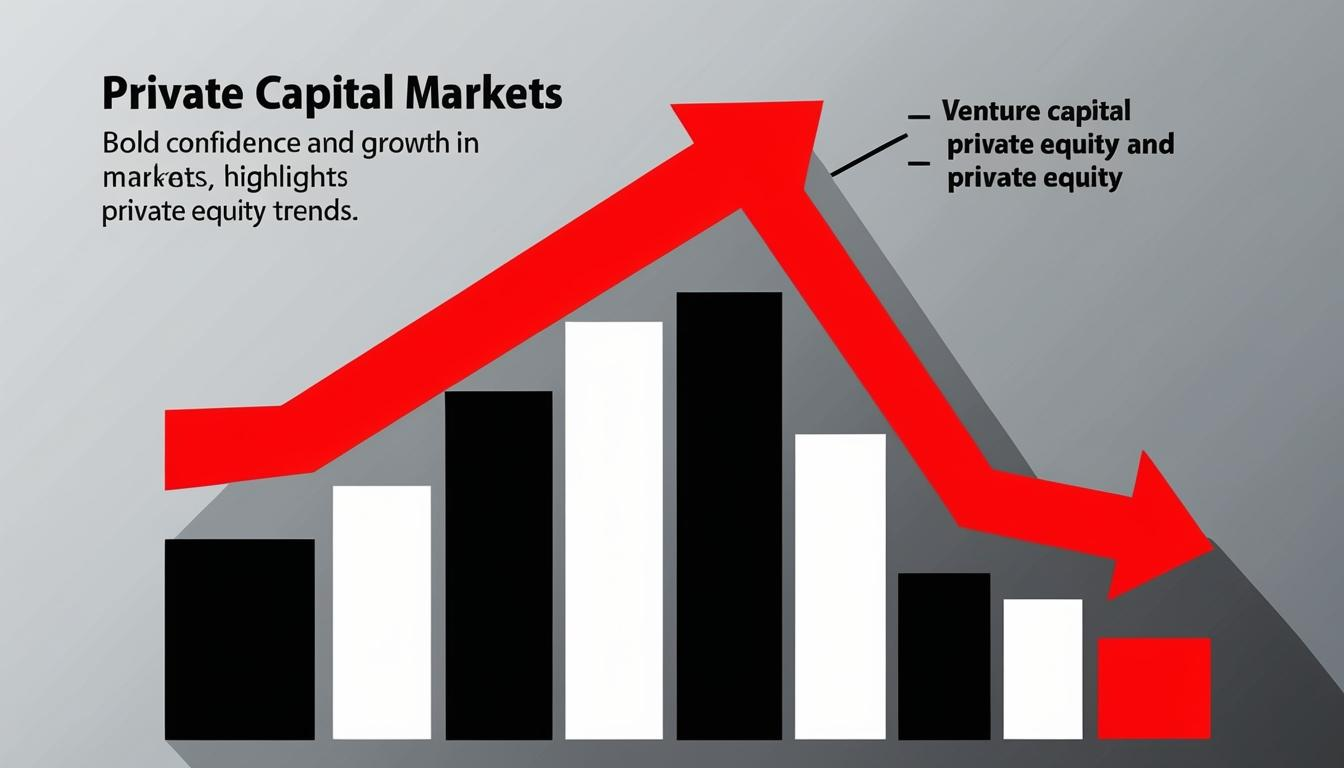 Private Capital Markets
Bold confidence and growth in
markets, highlights
private equity trends.
Venture capital
private equity and
private equity